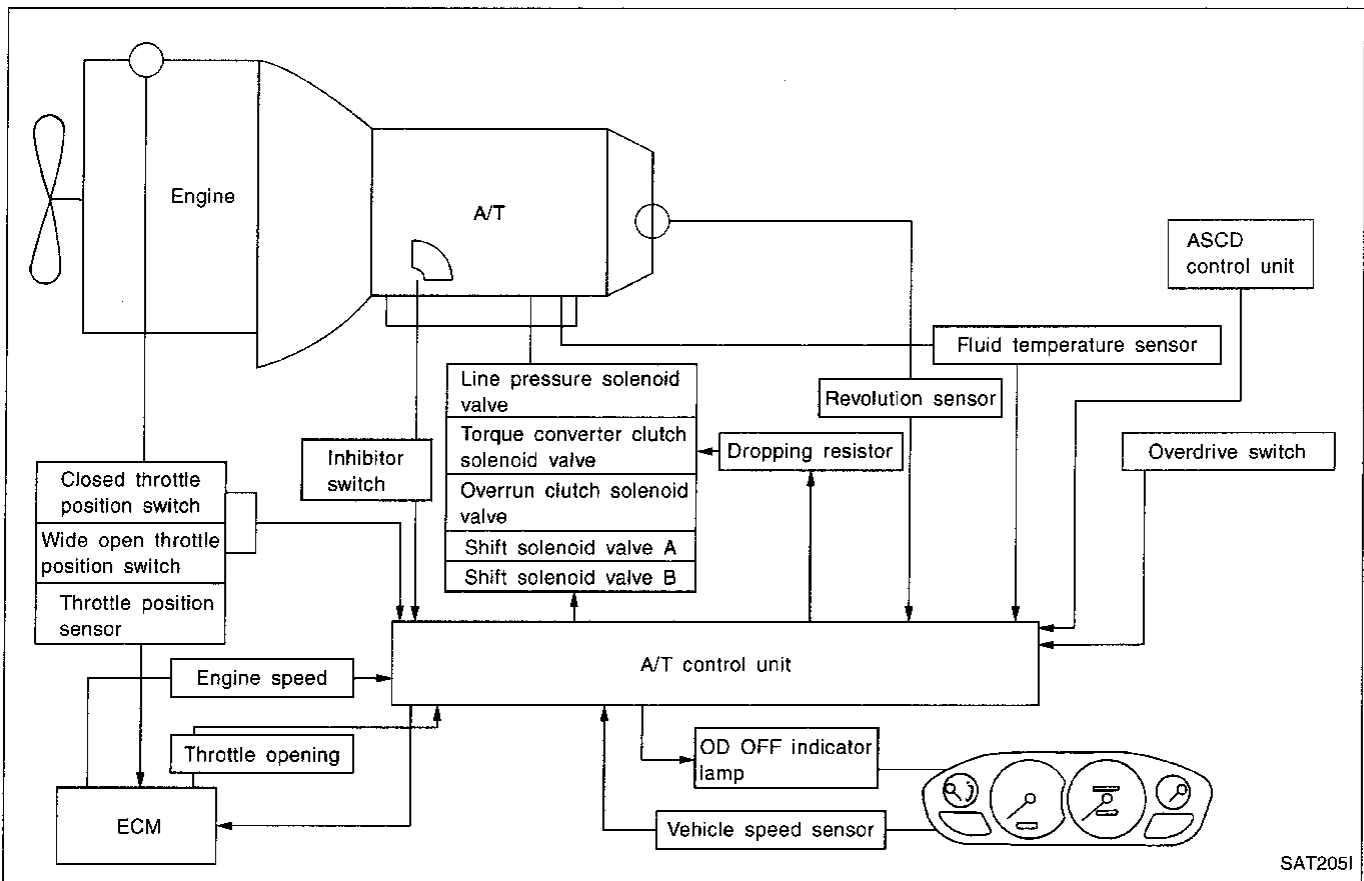 Engine
A/T
ASCD
control unit
Fluid temperature sensor
Line pressure solenoid
valve
Revolution sensor
Torque converter clutch
solenoid valve
Dropping resistor
Overdrive switch
Inhibitor
switch
Closed throttle
position switch
Overrun clutch solenoid
valve
Wide open throttle
position switch
Shift solenoid valve A
Shift solenoid valve B
Throttle position
sensor
A/T control unit
Engine speed
Throttle opening
OD OFF indicator
lamp
ECM
Vehicle speed sensor
SAT205I